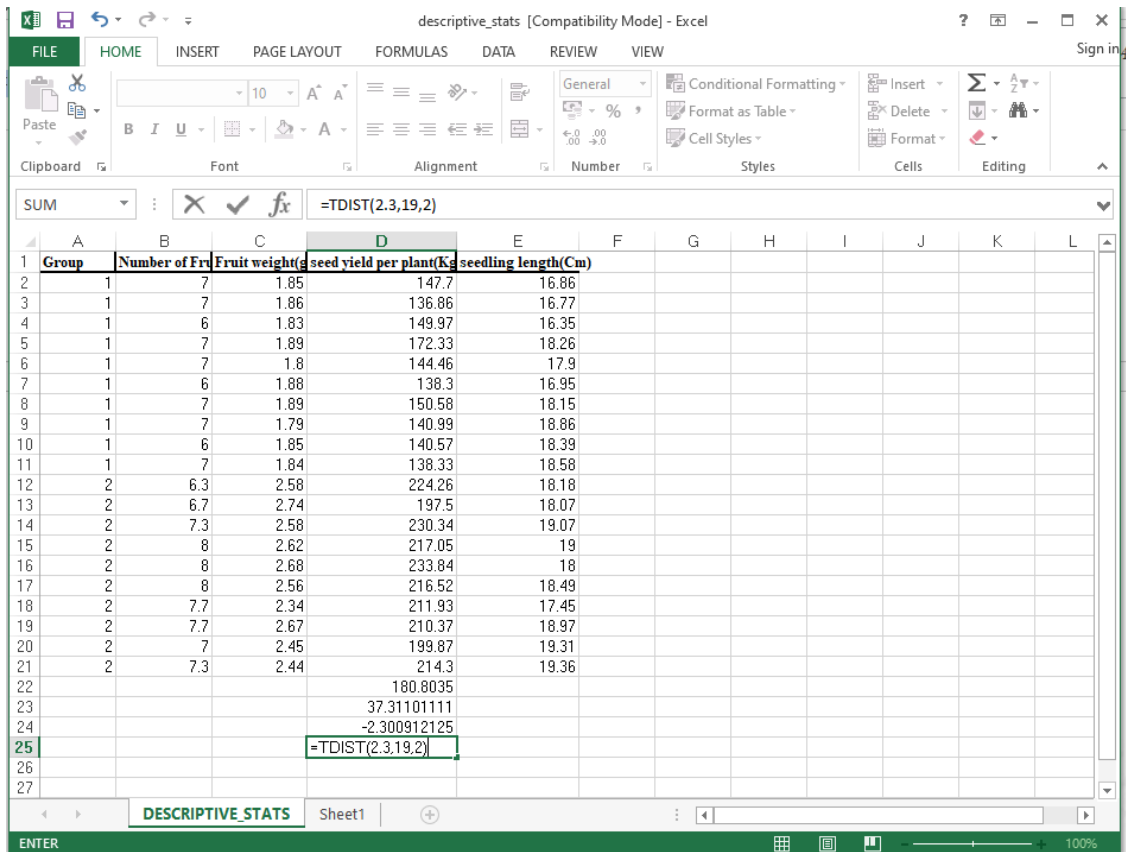 descriptive_stats [Compatibility Mode] - Excel
FILE HOME INSERT PAGE LAYOUT FORMULAS DATA REVIEW VIEW Sign in
Paste
10 A A General Conditional Formatting Insert Σ
B I U A % , Format as Table Delete
Cell Styles Format
Clipboard Font Alignment Number Styles Cells Editing
SUM fx =TDIST(2.3,19,2)
A B C D E F G H I J K L
1 Group Number of Fru Fruit weight(g seed yield per plant(Kg seedling length(Cm)
2 1 7 1.85 147.7 16.86
3 1 7 1.86 136.86 16.77
4 1 6 1.83 149.97 16.35
5 1 7 1.89 172.33 18.26
6 1 7 1.8 144.46 17.9
7 1 6 1.88 138.3 16.95
8 1 7 1.89 150.58 18.15
9 1 7 1.79 140.99 18.86
10 1 6 1.85 140.57 18.39
11 1 7 1.84 138.33 18.58
12 2 6.3 2.58 224.26 18.18
13 2 6.7 2.74 197.5 18.07
14 2 7.3 2.58 230.34 19.07
15 2 8 2.62 217.05 19
16 2 8 2.68 233.84 18
17 2 8 2.56 216.52 18.49
18 2 7.7 2.34 211.93 17.45
19 2 7.7 2.67 210.37 18.97
20 2 7 2.45 199.87 19.31
21 2 7.3 2.44 214.3 19.36
22 180.8035
23 37.31101111
24 -2.300912125
25 =TDIST(2.3,19,2)
26
27
DESCRIPTIVE_STATS Sheet1
ENTER 100%